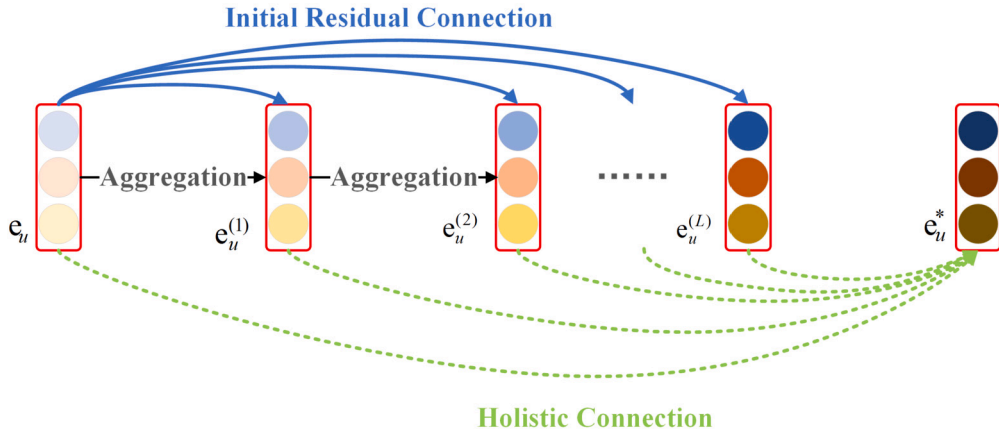 Initial Residual Connection
Aggregation Aggregation ......
e_u e_u^{(1)} e_u^{(2)} e_u^{(L)} e_u^*
Holistic Connection